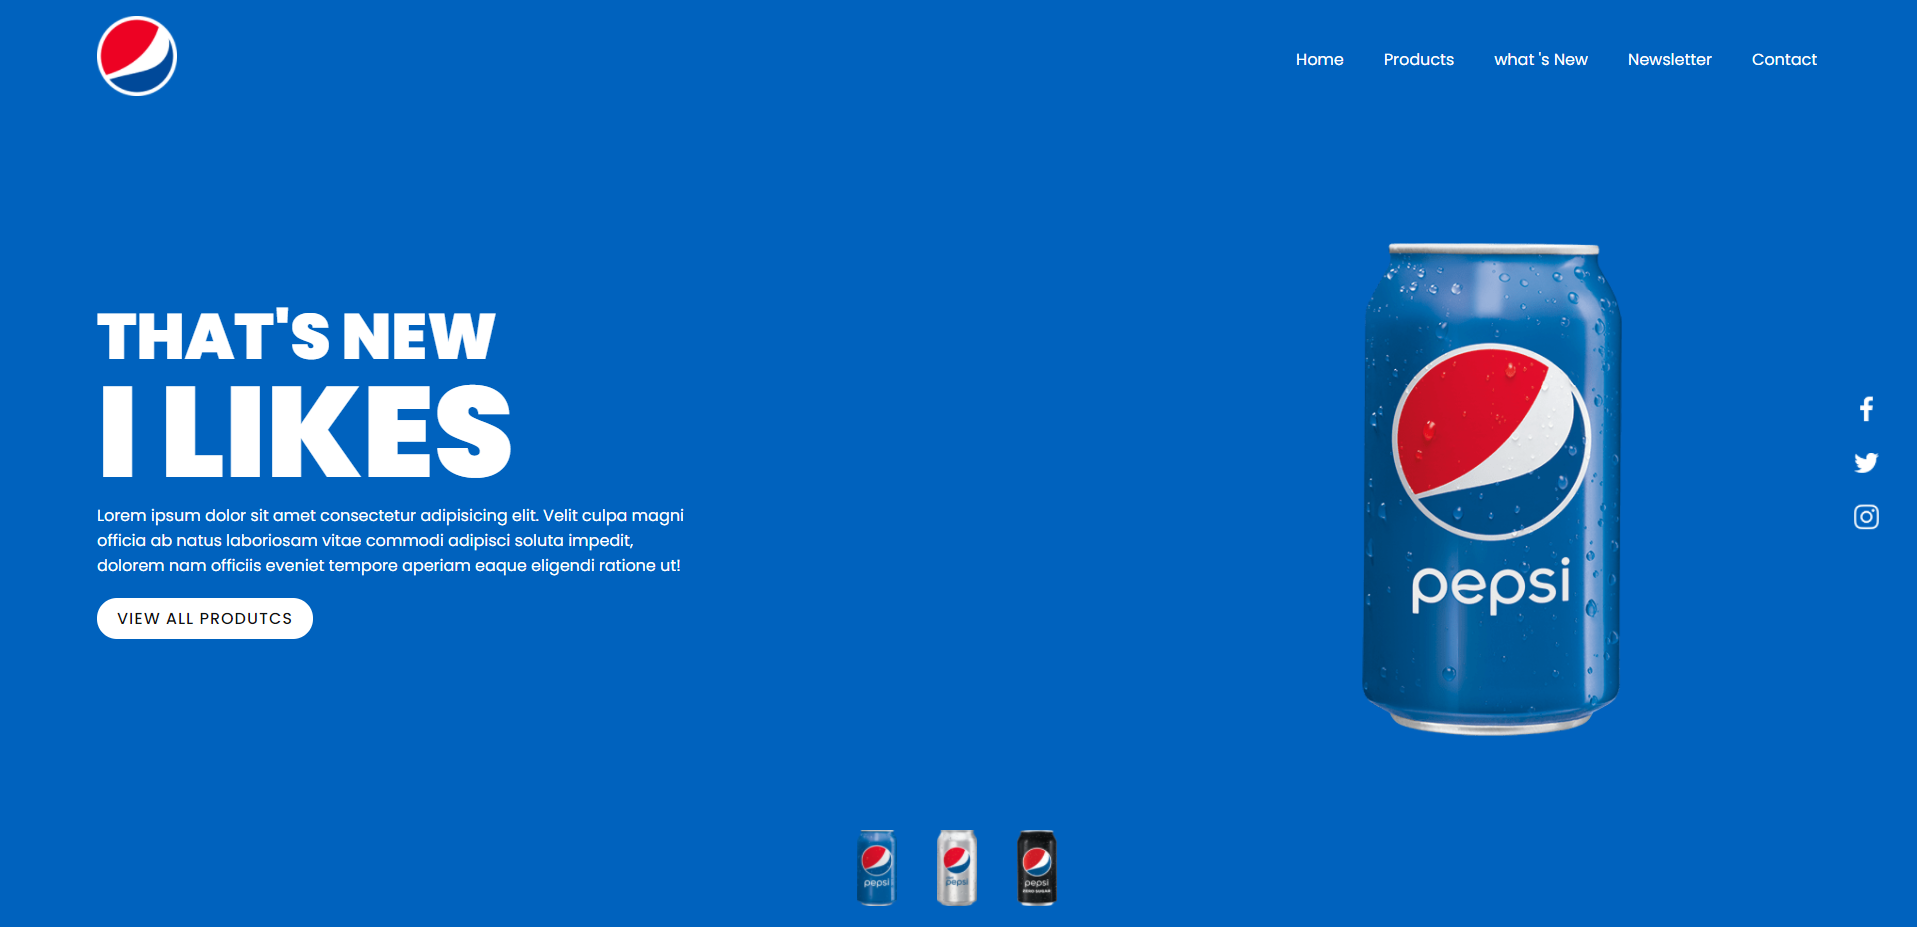 Home Products what 's New Newsletter Contact
THAT'S NEW
I LIKES
Lorem ipsum dolor sit amet consectetur adipisicing elit. Velit culpa magni
officia ab natus laboriosam vitae commodi adipisci soluta impedit,
dolorem nam officiis eveniet tempore aperiam eaque eligendi ratione ut!
VIEW ALL PRODUTCS
pepsi
pepsi
pepsi
pepsi
ZERO SUGAR